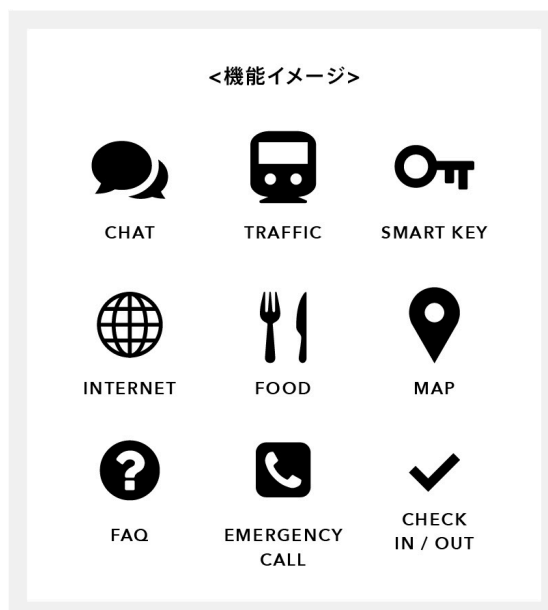 <機能イメージ>
CHAT
TRAFFIC
SMART KEY
INTERNET
FOOD
MAP
FAQ
EMERGENCY
CALL
CHECK
IN / OUT